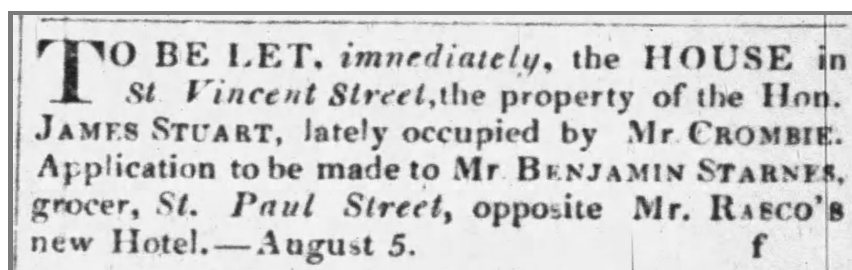 TO BE LET, imnediately, the HOUSE in
St Vincent Street, the property of the Hon.
JAMES STUART, lately occupied by Mr. CROMBIE.
Application to be made to Mr BENJAMIN STARNES,
grocer, St. Paul Street, opposite Mr. RASCO's
new Hotel.—August 5. f